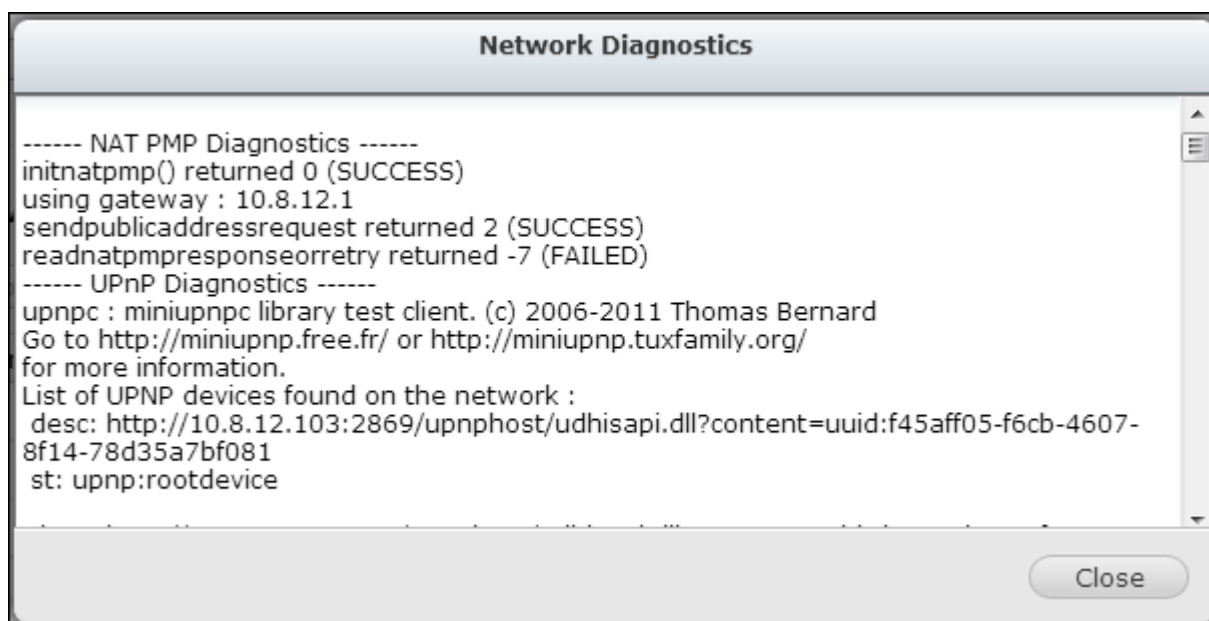 Network Diagnostics
------ NAT PMP Diagnostics ------
initnatpmp() returned 0 (SUCCESS)
using gateway : 10.8.12.1
sendpublicaddressrequest returned 2 (SUCCESS)
readnatpmpresponseorretry returned -7 (FAILED)
------ UPnP Diagnostics ------
upnpc : miniupnpc library test client. (c) 2006-2011 Thomas Bernard
Go to http://miniupnp.free.fr/ or http://miniupnp.tuxfamily.org/
for more information.
List of UPNP devices found on the network :
desc: http://10.8.12.103:2869/upnphost/udhisapi.dll?content=uuid:f45aff05-f6cb-4607-
8f14-78d35a7bf081
st: upnp:rootdevice
Close